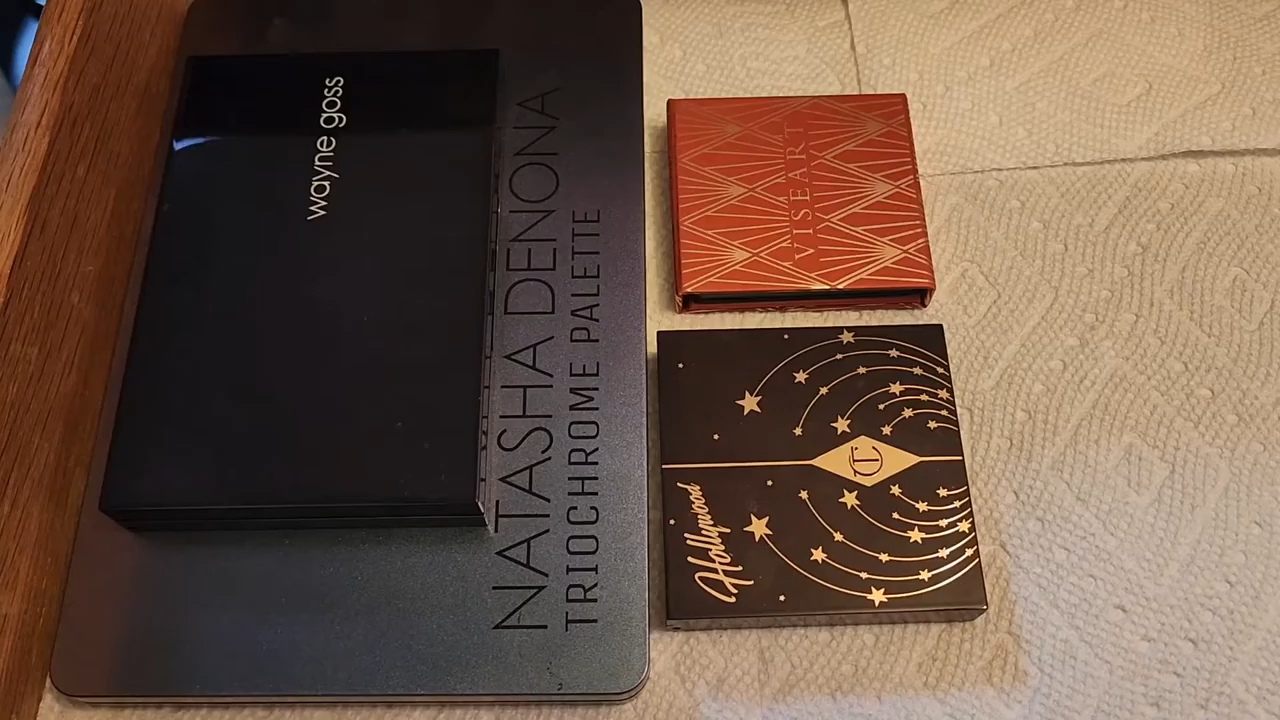 wayne goss
NATASHA DENONA
TRIOCHROME PALETTE
VISEART
Hollywood
CT